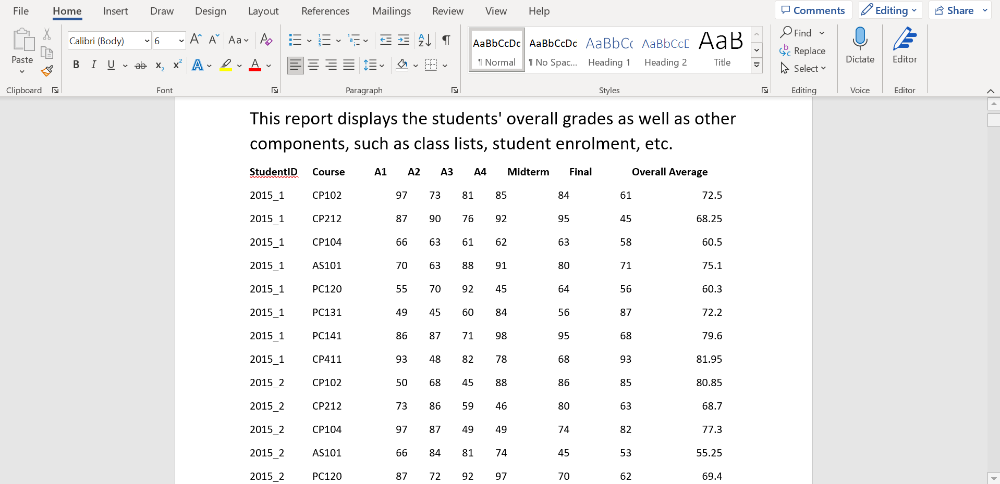 File Home Insert Draw Design Layout References Mailings Review View Help Comments Editing Share
Calibri (Body) 6 Aa
Paste
B I U ab x2 x2 A A
AaBbCcDc AaBbCcDc AaBbCc AaBbCcD AaB
¶ Normal ¶ No Spac... Heading 1 Heading 2 Title
Find
Replace
Select
Dictate
Editor
Clipboard Font Paragraph Styles Editing Voice Editor
This report displays the students' overall grades as well as other
components, such as class lists, student enrolment, etc.
StudentID Course A1 A2 A3 A4 Midterm Final Overall Average
2015_1 CP102 97 73 81 85 84 61 72.5
2015_1 CP212 87 90 76 92 95 45 68.25
2015_1 CP104 66 63 61 62 63 58 60.5
2015_1 AS101 70 63 88 91 80 71 75.1
2015_1 PC120 55 70 92 45 64 56 60.3
2015_1 PC131 49 45 60 84 56 87 72.2
2015_1 PC141 86 87 71 98 95 68 79.6
2015_1 CP411 93 48 82 78 68 93 81.95
2015_2 CP102 50 68 45 88 86 85 80.85
2015_2 CP212 73 86 59 46 80 63 68.7
2015_2 CP104 97 87 49 49 74 82 77.3
2015_2 AS101 66 84 81 74 45 53 55.25
2015_2 PC120 87 72 92 97 70 62 69.4